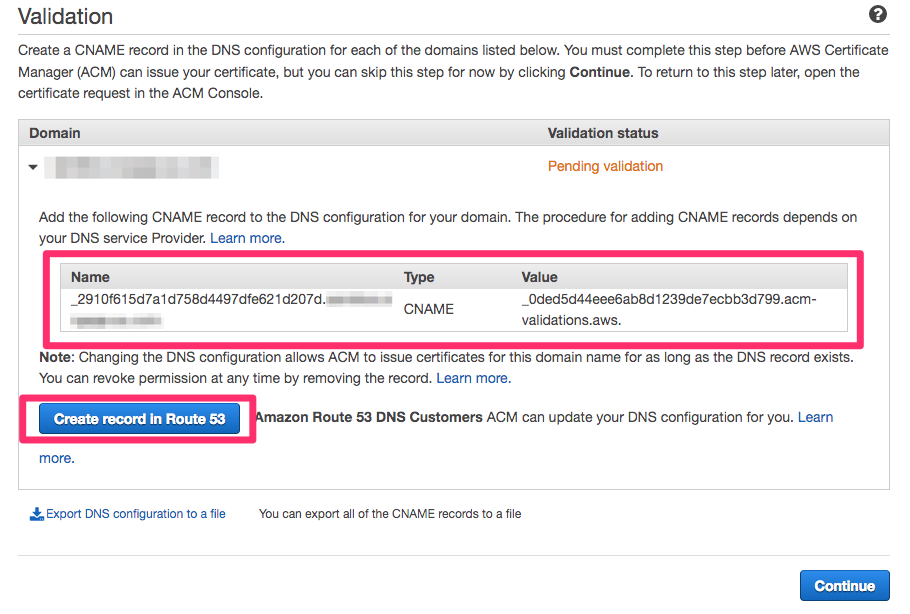 Validation
?
Create a CNAME record in the DNS configuration for each of the domains listed below. You must complete this step before AWS Certificate
Manager (ACM) can issue your certificate, but you can skip this step for now by clicking Continue. To return to this step later, open the
certificate request in the ACM Console.
Domain Validation status
Pending validation
Add the following CNAME record to the DNS configuration for your domain. The procedure for adding CNAME records depends on
your DNS service Provider. Learn more.
Name Type Value
_2910f615d7a1d758d4497dfe621d207d. CNAME _0ded5d44eee6ab8d1239de7ecbb3d799.acm-
validations.aws.
Note: Changing the DNS configuration allows ACM to issue certificates for this domain name for as long as the DNS record exists.
You can revoke permission at any time by removing the record. Learn more.
Create record in Route 53 Amazon Route 53 DNS Customers ACM can update your DNS configuration for you. Learn
more.
Export DNS configuration to a file You can export all of the CNAME records to a file
Continue